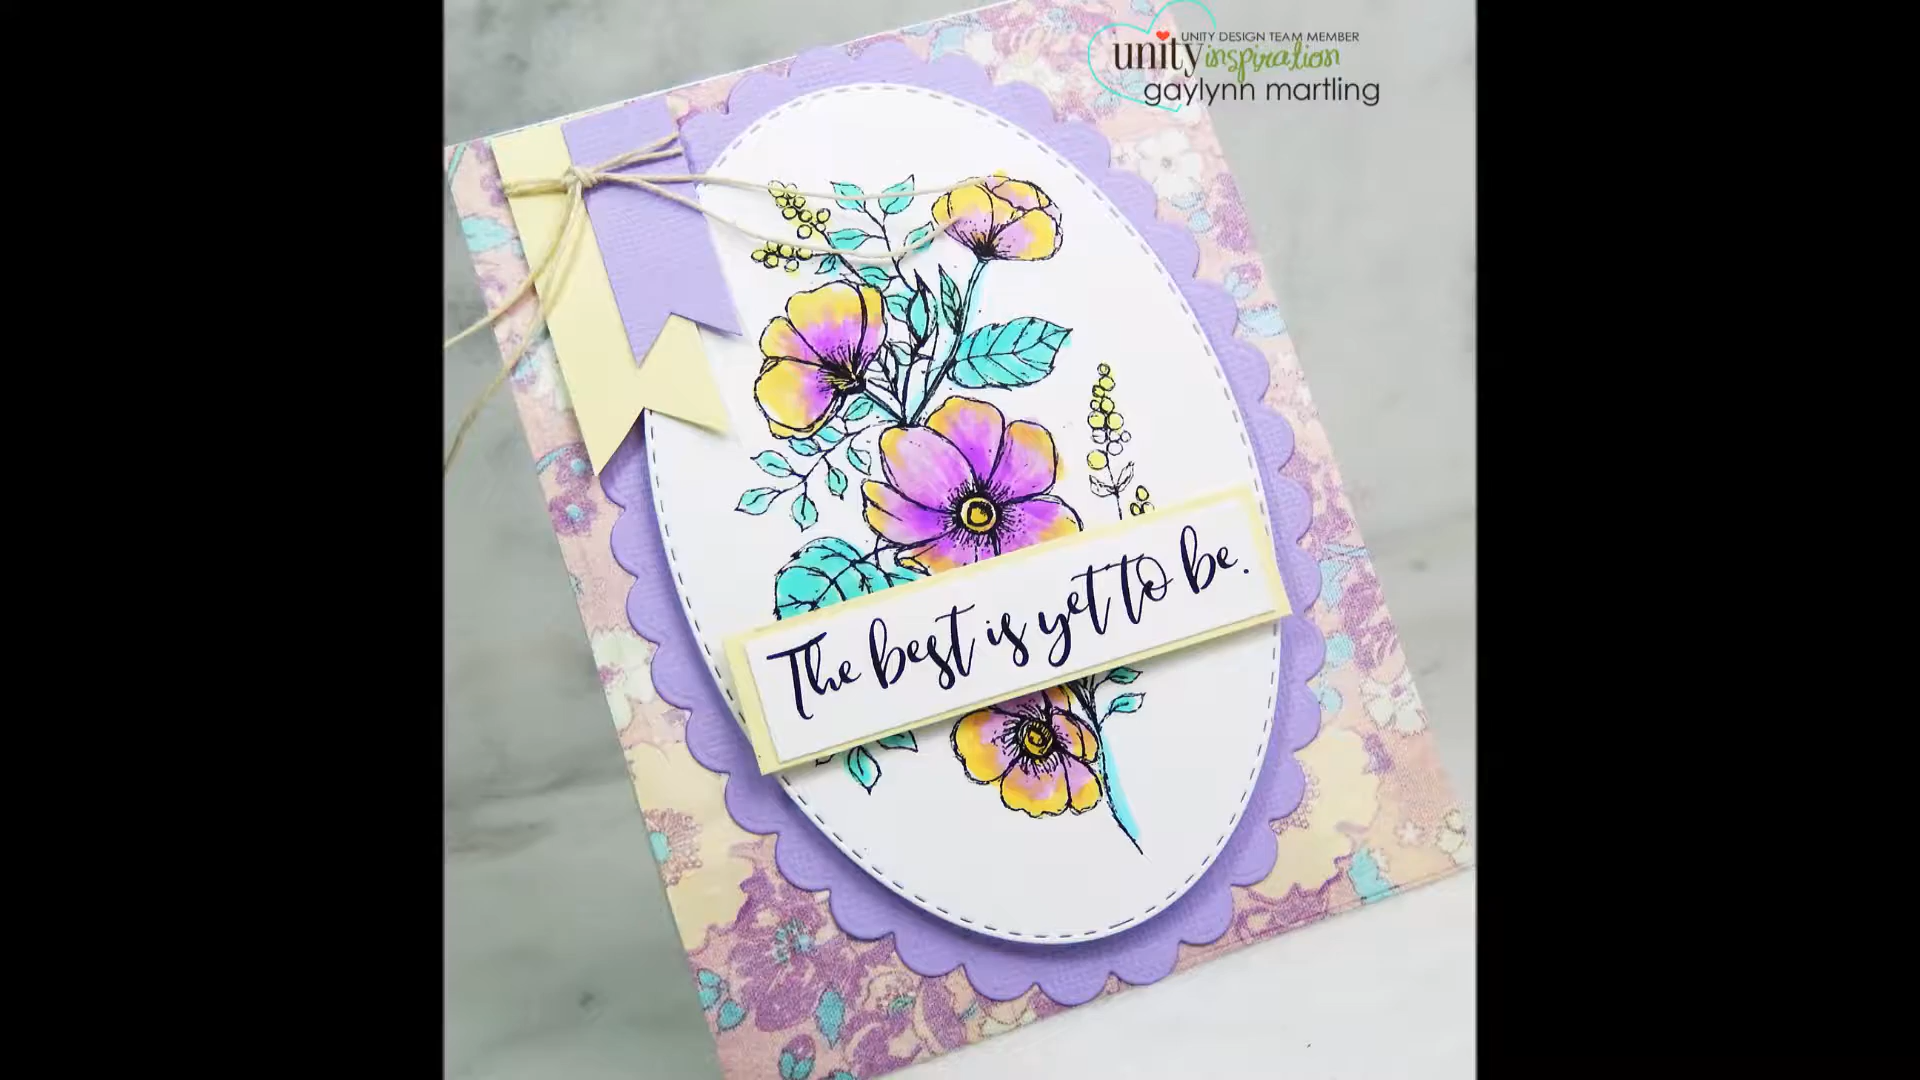 UNITY DESIGN TEAM MEMBER
unity inspiration
gaylynn martling
The best is yet to be.